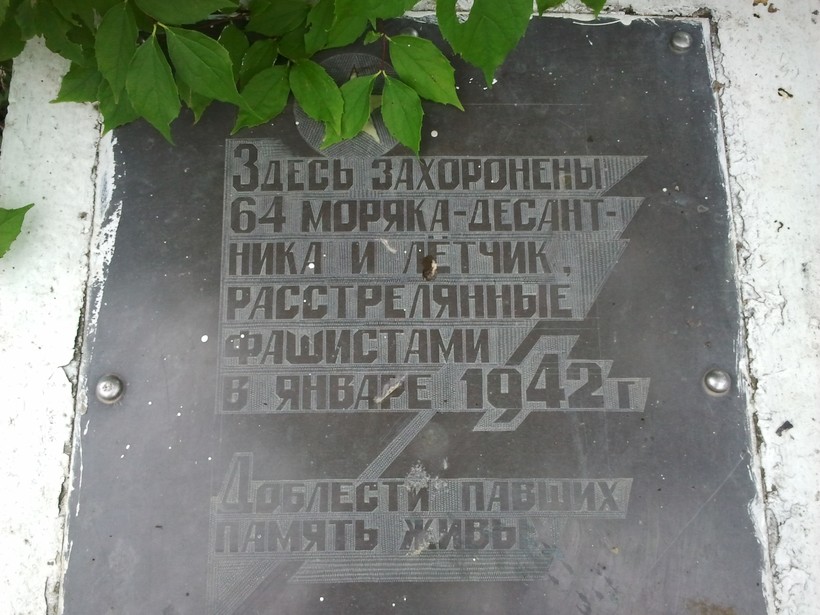 Здесь захоронены
64 моряка-десант-
ника и лётчик,
расстрелянные
фашистами
в январе 1942 г
Доблести павших
память